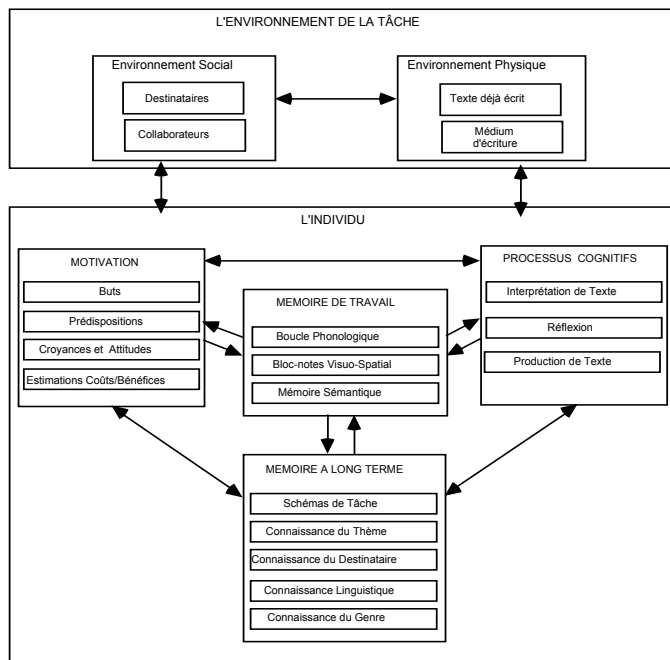 L'ENVIRONNEMENT DE LA TÂCHE
Environnement Social
Destinataires
Collaborateurs
Environnement Physique
Texte déjà écrit
Médium
d'écriture
L'INDIVIDU
MOTIVATION
Buts
Prédispositions
Croyances et Attitudes
Estimations Coûts/Bénéfices
MEMOIRE DE TRAVAIL
Boucle Phonologique
Bloc-notes Visuo-Spatial
Mémoire Sémantique
PROCESSUS COGNITIFS
Interprétation de Texte
Réflexion
Production de Texte
MEMOIRE A LONG TERME
Schémas de Tâche
Connaissance du Thème
Connaissance du Destinataire
Connaissance Linguistique
Connaissance du Genre